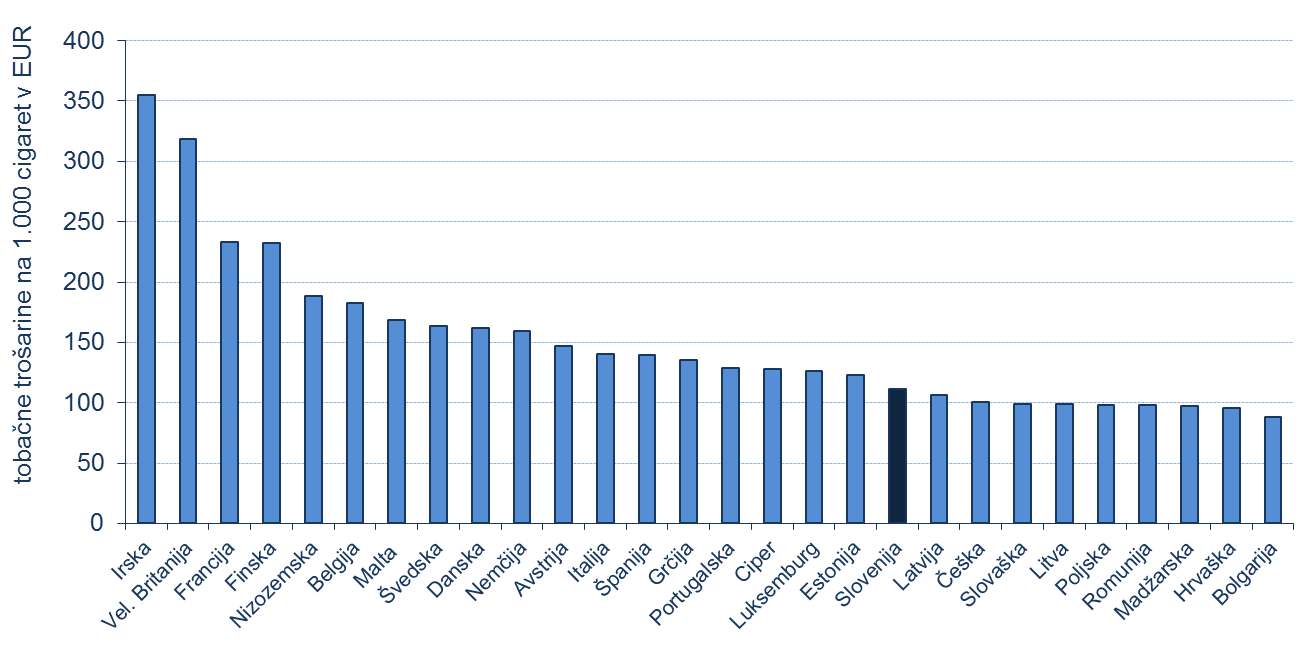 tobačne trošarine na 1.000 cigaret v EUR
400
350
300
250
200
150
100
50
0
Irska
Vel. Britanija
Francija
Finska
Nizozemska
Belgija
Malta
Švedska
Danska
Nemčija
Avstrija
Italija
Španija
Grčija
Portugalska
Ciper
Luksemburg
Estonija
Slovenija
Latvija
Češka
Slovaška
Litva
Poljska
Romunija
Madžarska
Hrvaška
Bolgarija